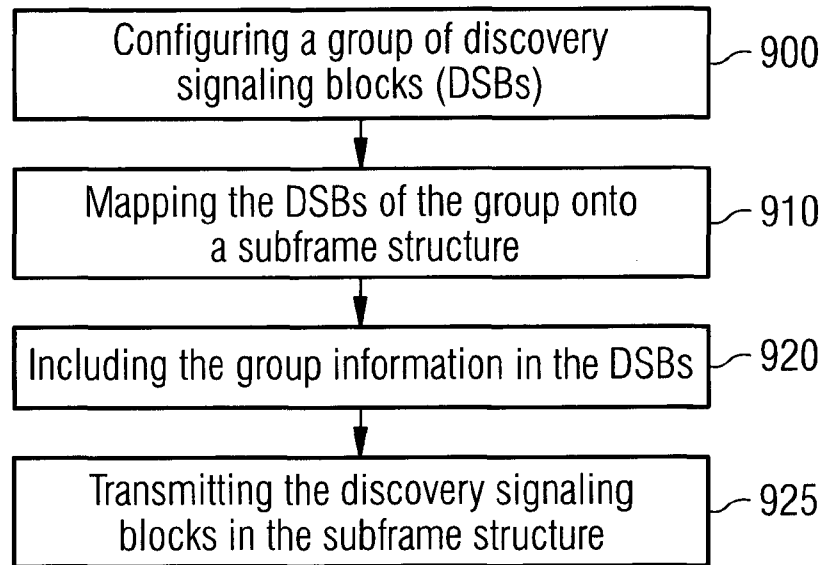 Configuring a group of discovery
signaling blocks (DSBs)
900
Mapping the DSBs of the group onto
a subframe structure
910
Including the group information in the DSBs
920
Transmitting the discovery signaling
blocks in the subframe structure
925